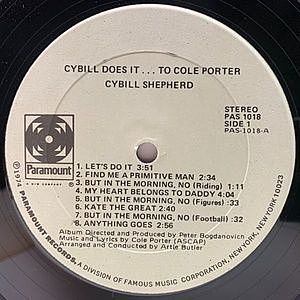 CYBILL DOES IT . . . TO COLE PORTER
CYBILL SHEPHERD
STEREO
PAS 1018
SIDE 1
PAS-1018-A
Paramount
A G+W COMPANY
℗ 1974 PARAMOUNT RECORDS, A DIVISION OF FAMOUS MUSIC CORPORATION, NEW YORK, NEW YORK 10023
1. LET'S DO IT 3:51
2. FIND ME A PRIMITIVE MAN 2:34
3. BUT IN THE MORNING, NO (Riding) 1:11
4. MY HEART BELONGS TO DADDY 4:04
5. BUT IN THE MORNING, NO (Figures) :33
6. KATE THE GREAT 2:40
7. BUT IN THE MORNING, NO (Football) :32
8. ANYTHING GOES 2:56
Album Directed and Produced by Peter Bogdanovich
Music and Lyrics by Cole Porter (ASCAP)
Arranged and Conducted by Artie Butler